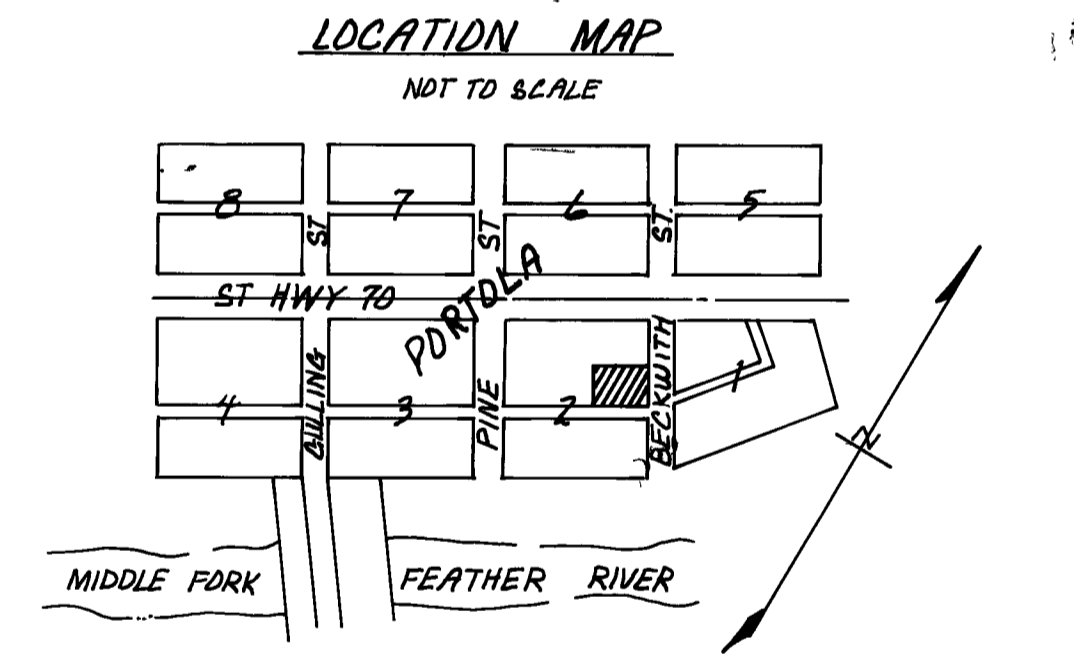 LOCATION MAP
NOT TO SCALE
8 7 6 5
ST ST ST.
PORTOLA
ST HWY 70
GULLING PINE BECKWITH
4 3 2 1
N
MIDDLE FORK FEATHER RIVER